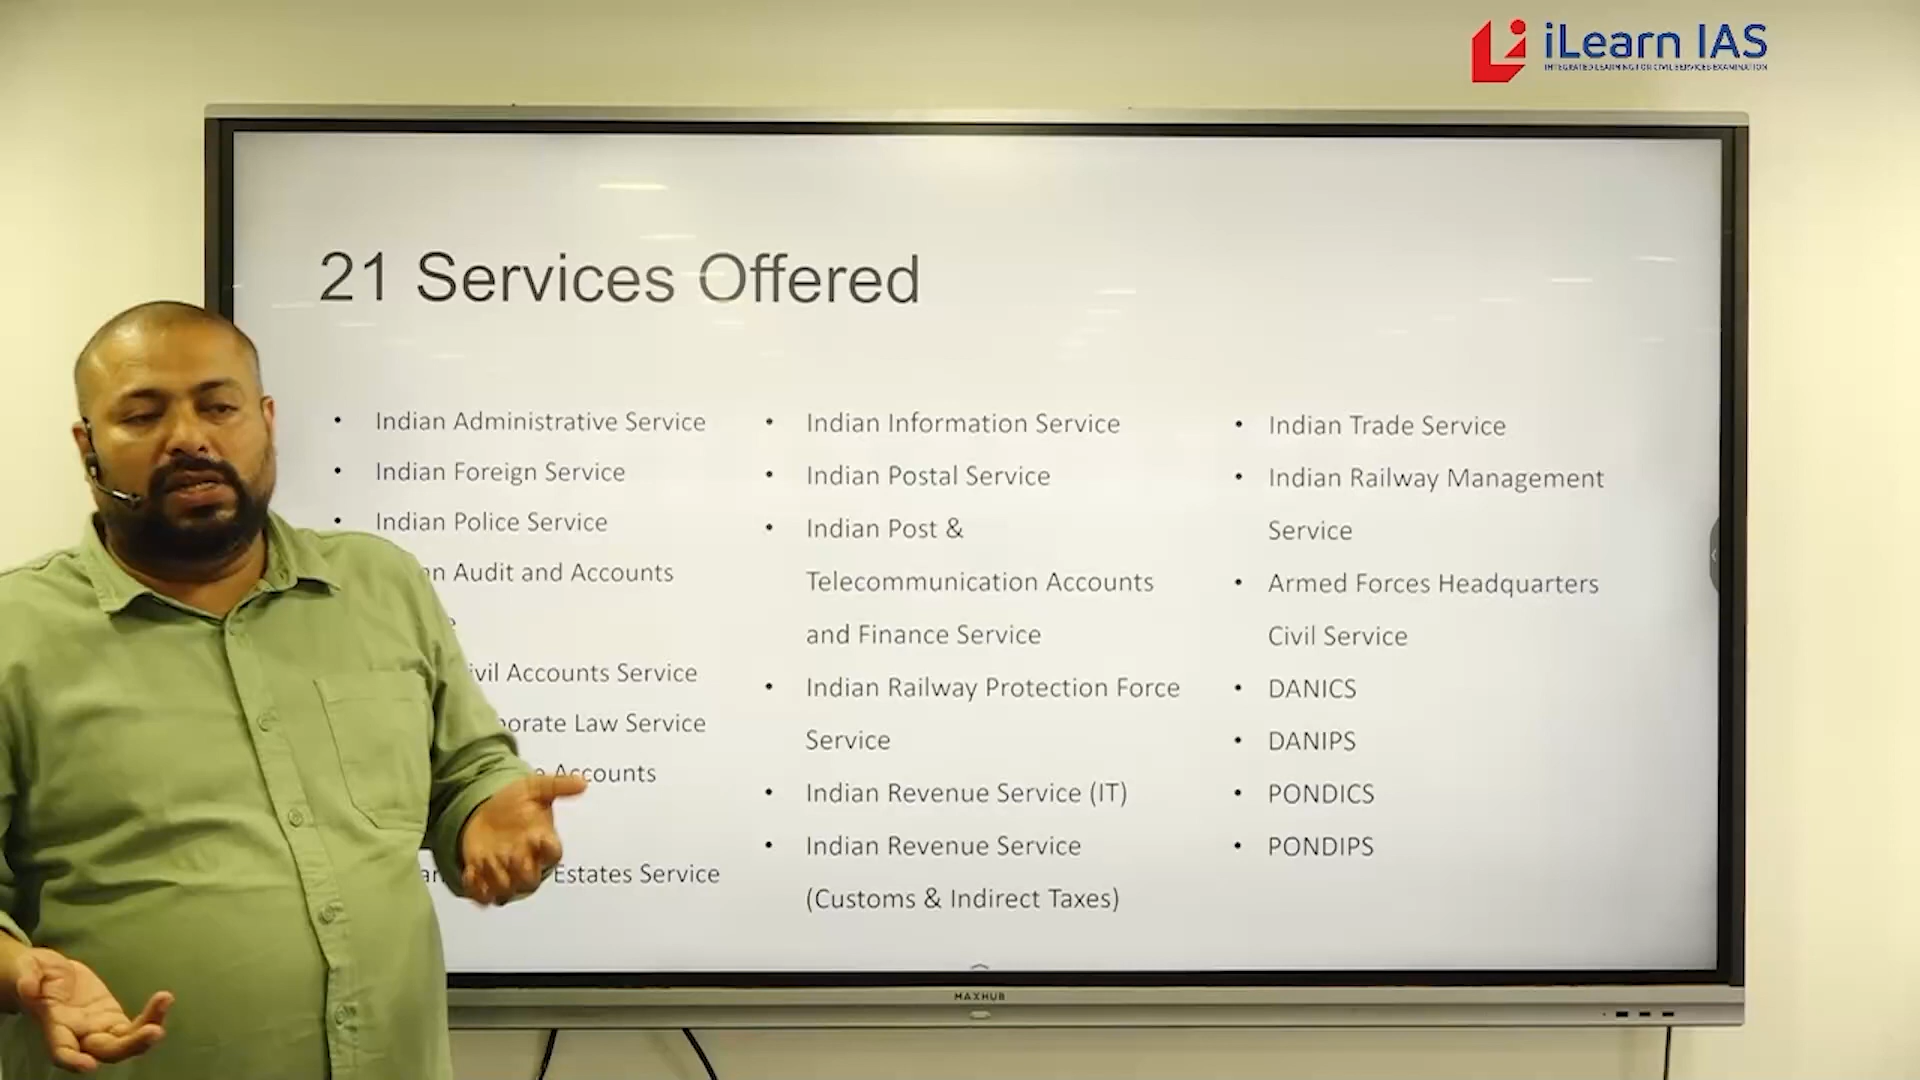 iLearn IAS
INTEGRATED LEARNING FOR CIVIL SERVICES EXAMINATION
21 Services Offered
• Indian Administrative Service
• Indian Foreign Service
• Indian Police Service
Audit and Accounts
Accounts Service
Law Service
Accounts
Estates Service
• Indian Information Service
• Indian Postal Service
• Indian Post &
Telecommunication Accounts
and Finance Service
• Indian Railway Protection Force
Service
• Indian Revenue Service (IT)
• Indian Revenue Service
(Customs & Indirect Taxes)
• Indian Trade Service
• Indian Railway Management
Service
• Armed Forces Headquarters
Civil Service
• DANICS
• DANIPS
• PONDICS
• PONDIPS
MAXHUB